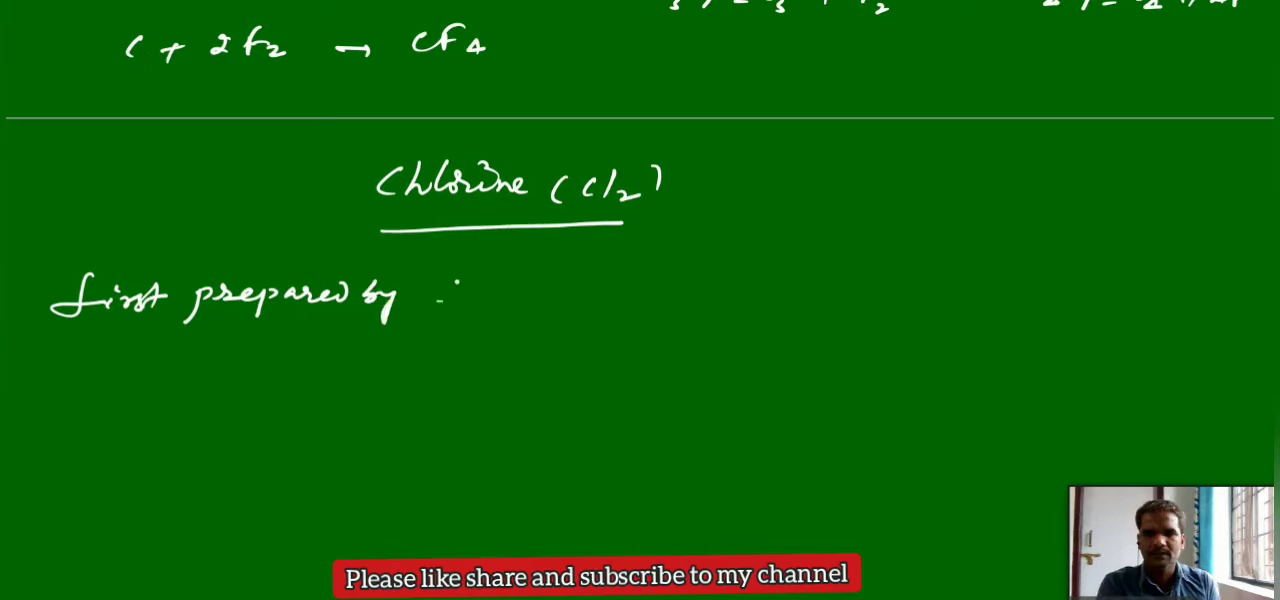 C + 2F₂ → CF₄
Chlorine (Cl₂)
first prepared by
Please like share and subscribe to my channel